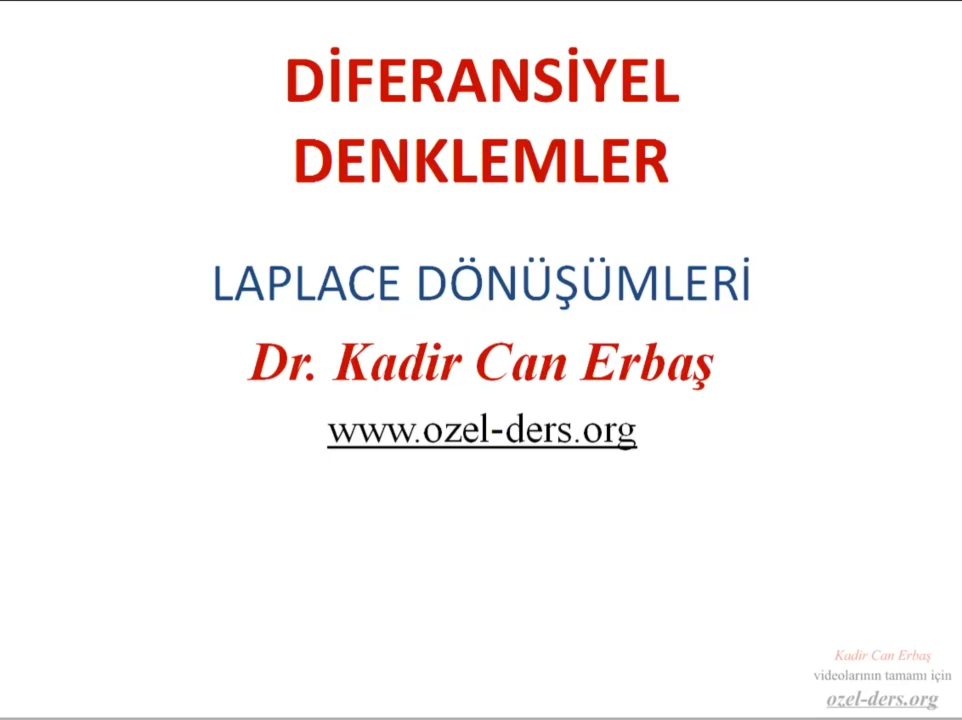 DİFERANSİYEL
DENKLEMLER
LAPLACE DÖNÜŞÜMLERİ
Dr. Kadir Can Erbaş
www.ozel-ders.org
Kadir Can Erbaş
videolarının tamamı için
ozel-ders.org